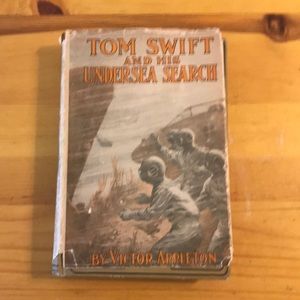 TOM SWIFT
AND HIS
UNDERSEA SEARCH
BY VICTOR APPLETON